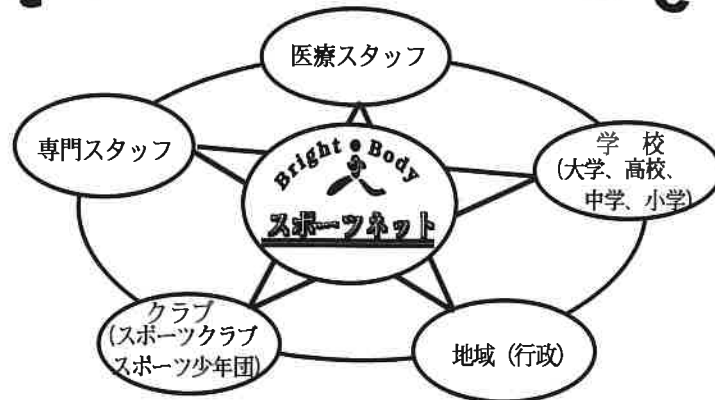 医療スタッフ
専門スタッフ
学 校
(大学、高校、
中学、小学)
Bright • Body
スポーツネット
クラブ
(スポーツクラブ
スポーツ少年団)
地域 (行政)